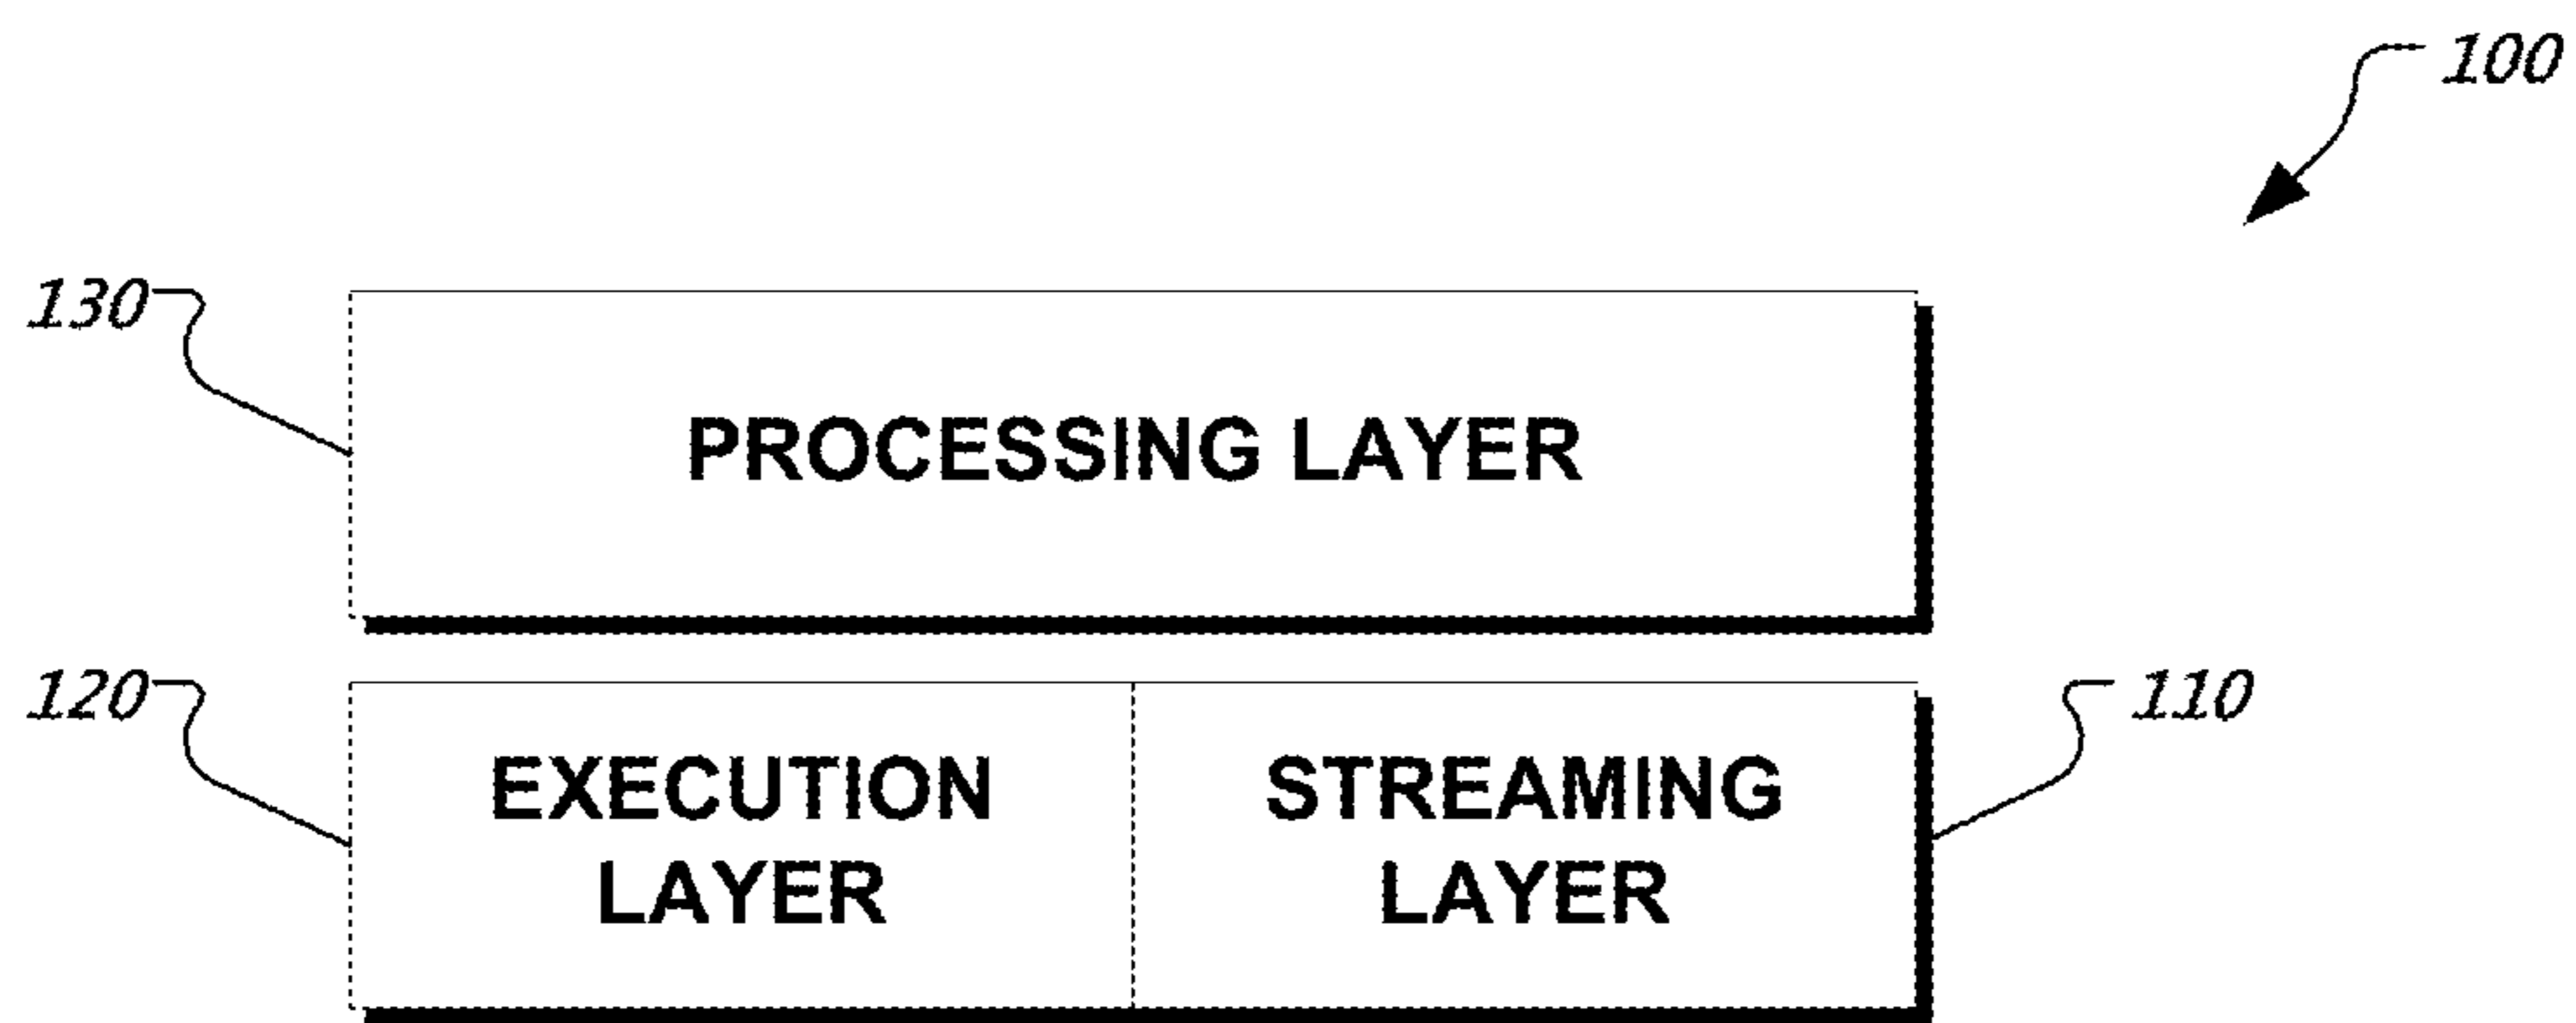 100
130
PROCESSING LAYER
120
EXECUTION
LAYER
STREAMING
LAYER
110